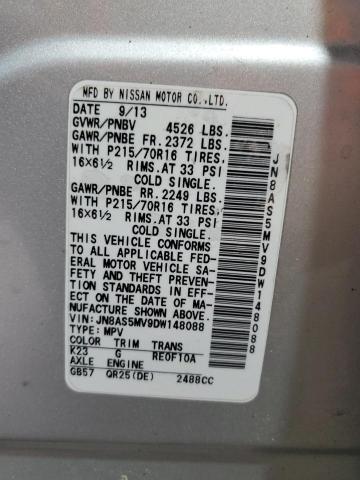 MFD BY NISSAN MOTOR CO.,LTD.
DATE 9/13
GVWR/PNBV 4526 LBS.
GAWR/PNBE FR. 2372 LBS.
WITH P215/70R16 TIRES,
16X6½ RIMS.AT 33 PSI
COLD SINGLE.
GAWR/PNBE RR. 2249 LBS.
WITH P215/70R16 TIRES,
16X6½ RIMS.AT 33 PSI
COLD SINGLE.
THIS VEHICLE CONFORMS
TO ALL APPLICABLE FED-
ERAL MOTOR VEHICLE SA-
FETY AND THEFT PREVEN-
TION STANDARDS IN EFF-
ECT ON THE DATE OF MA-
NUFACTURE SHOWN ABOVE.
VIN: JN8AS5MV9DW148088
TYPE: MPV
COLOR TRIM TRANS
K23 G RE0F10A
AXLE ENGINE
GB57 QR25(DE) 2488CC
JN8AS5MV9DW148088